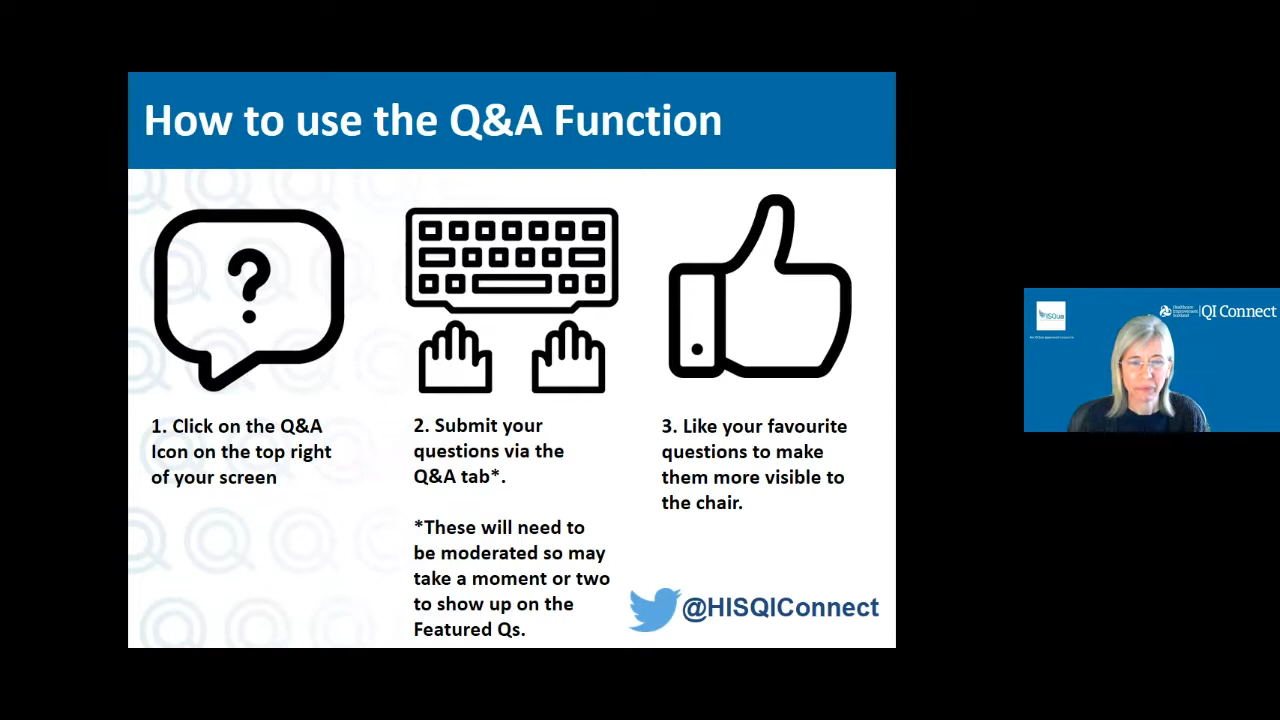 How to use the Q&A Function
?
1. Click on the Q&A
Icon on the top right
of your screen
2. Submit your
questions via the
Q&A tab*.
*These will need to
be moderated so may
take a moment or two
to show up on the
Featured Qs.
3. Like your favourite
questions to make
them more visible to
the chair.
@HISQIConnect
Healthcare
Improvement
Scotland
QI Connect